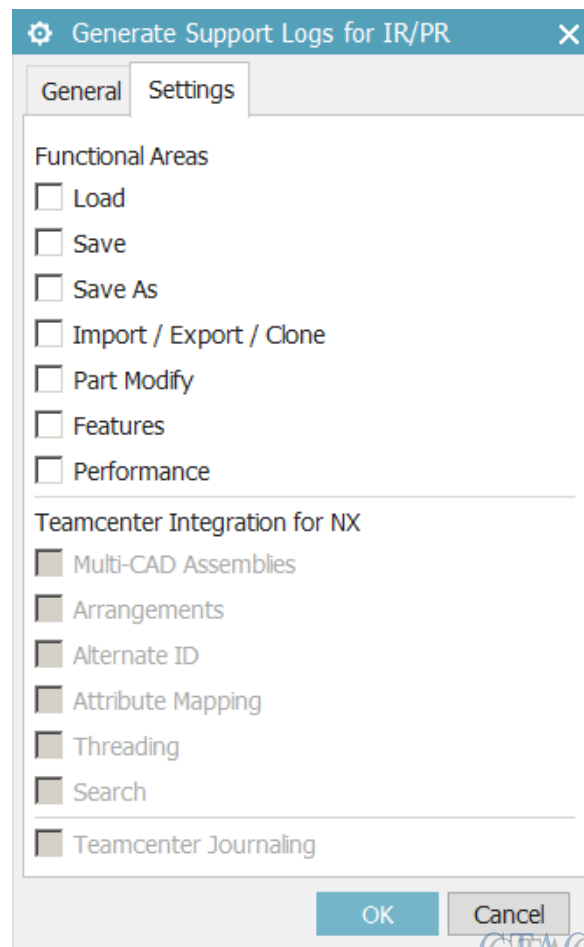 Generate Support Logs for IR/PR
General Settings
Functional Areas
Load
Save
Save As
Import / Export / Clone
Part Modify
Features
Performance
Teamcenter Integration for NX
Multi-CAD Assemblies
Arrangements
Alternate ID
Attribute Mapping
Threading
Search
Teamcenter Journaling
OK Cancel